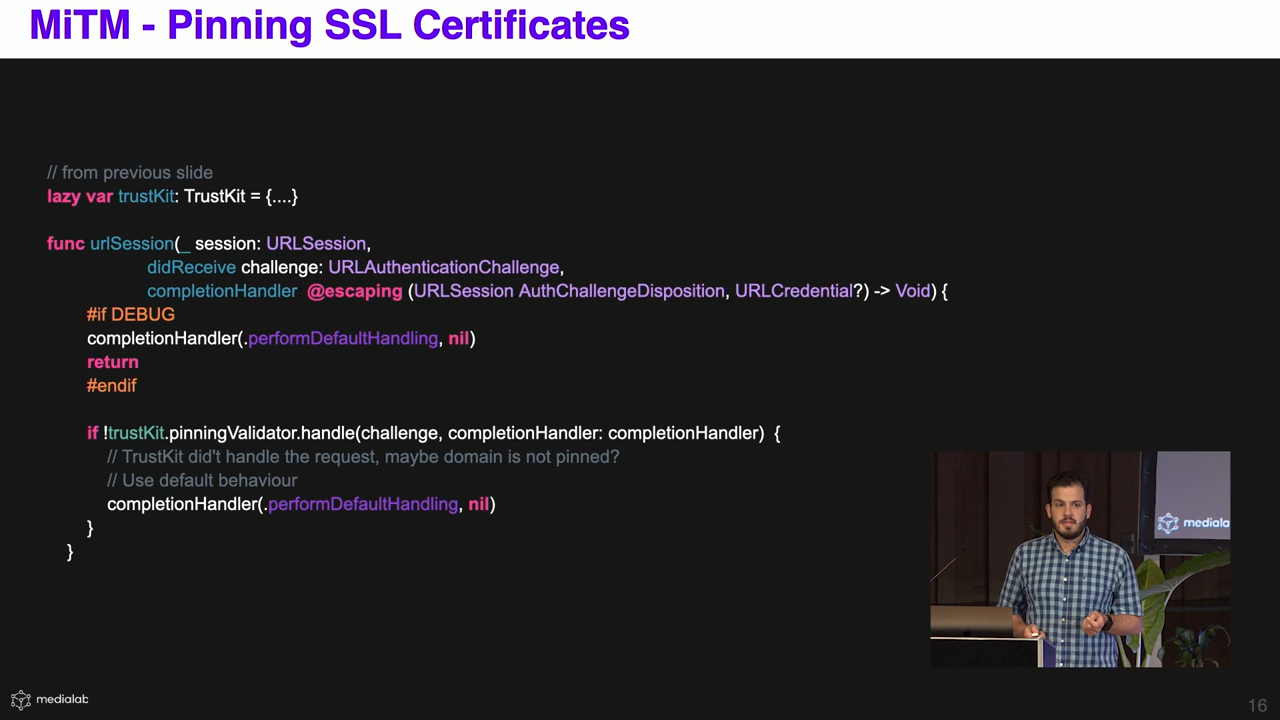 MiTM - Pinning SSL Certificates
// from previous slide
lazy var trustKit: TrustKit = {....}
func urlSession(_ session: URLSession,
didReceive challenge: URLAuthenticationChallenge,
completionHandler @escaping (URLSession AuthChallengeDisposition, URLCredential?) -> Void) {
#if DEBUG
completionHandler(.performDefaultHandling, nil)
return
#endif
if !trustKit.pinningValidator.handle(challenge, completionHandler: completionHandler) {
// TrustKit did't handle the request, maybe domain is not pinned?
// Use default behaviour
completionHandler(.performDefaultHandling, nil)
}
}
medialab
medialab
16